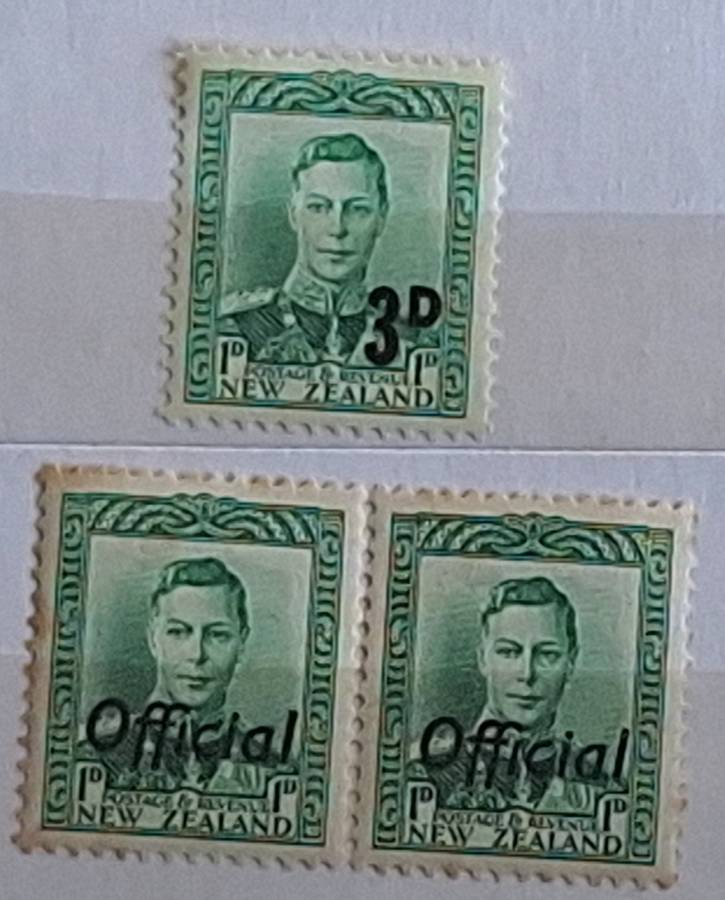 3D
1D POSTAGE & REVENUE 1D
NEW ZEALAND
Official
1D POSTAGE & REVENUE 1D
NEW ZEALAND
Official
1D POSTAGE & REVENUE 1D
NEW ZEALAND